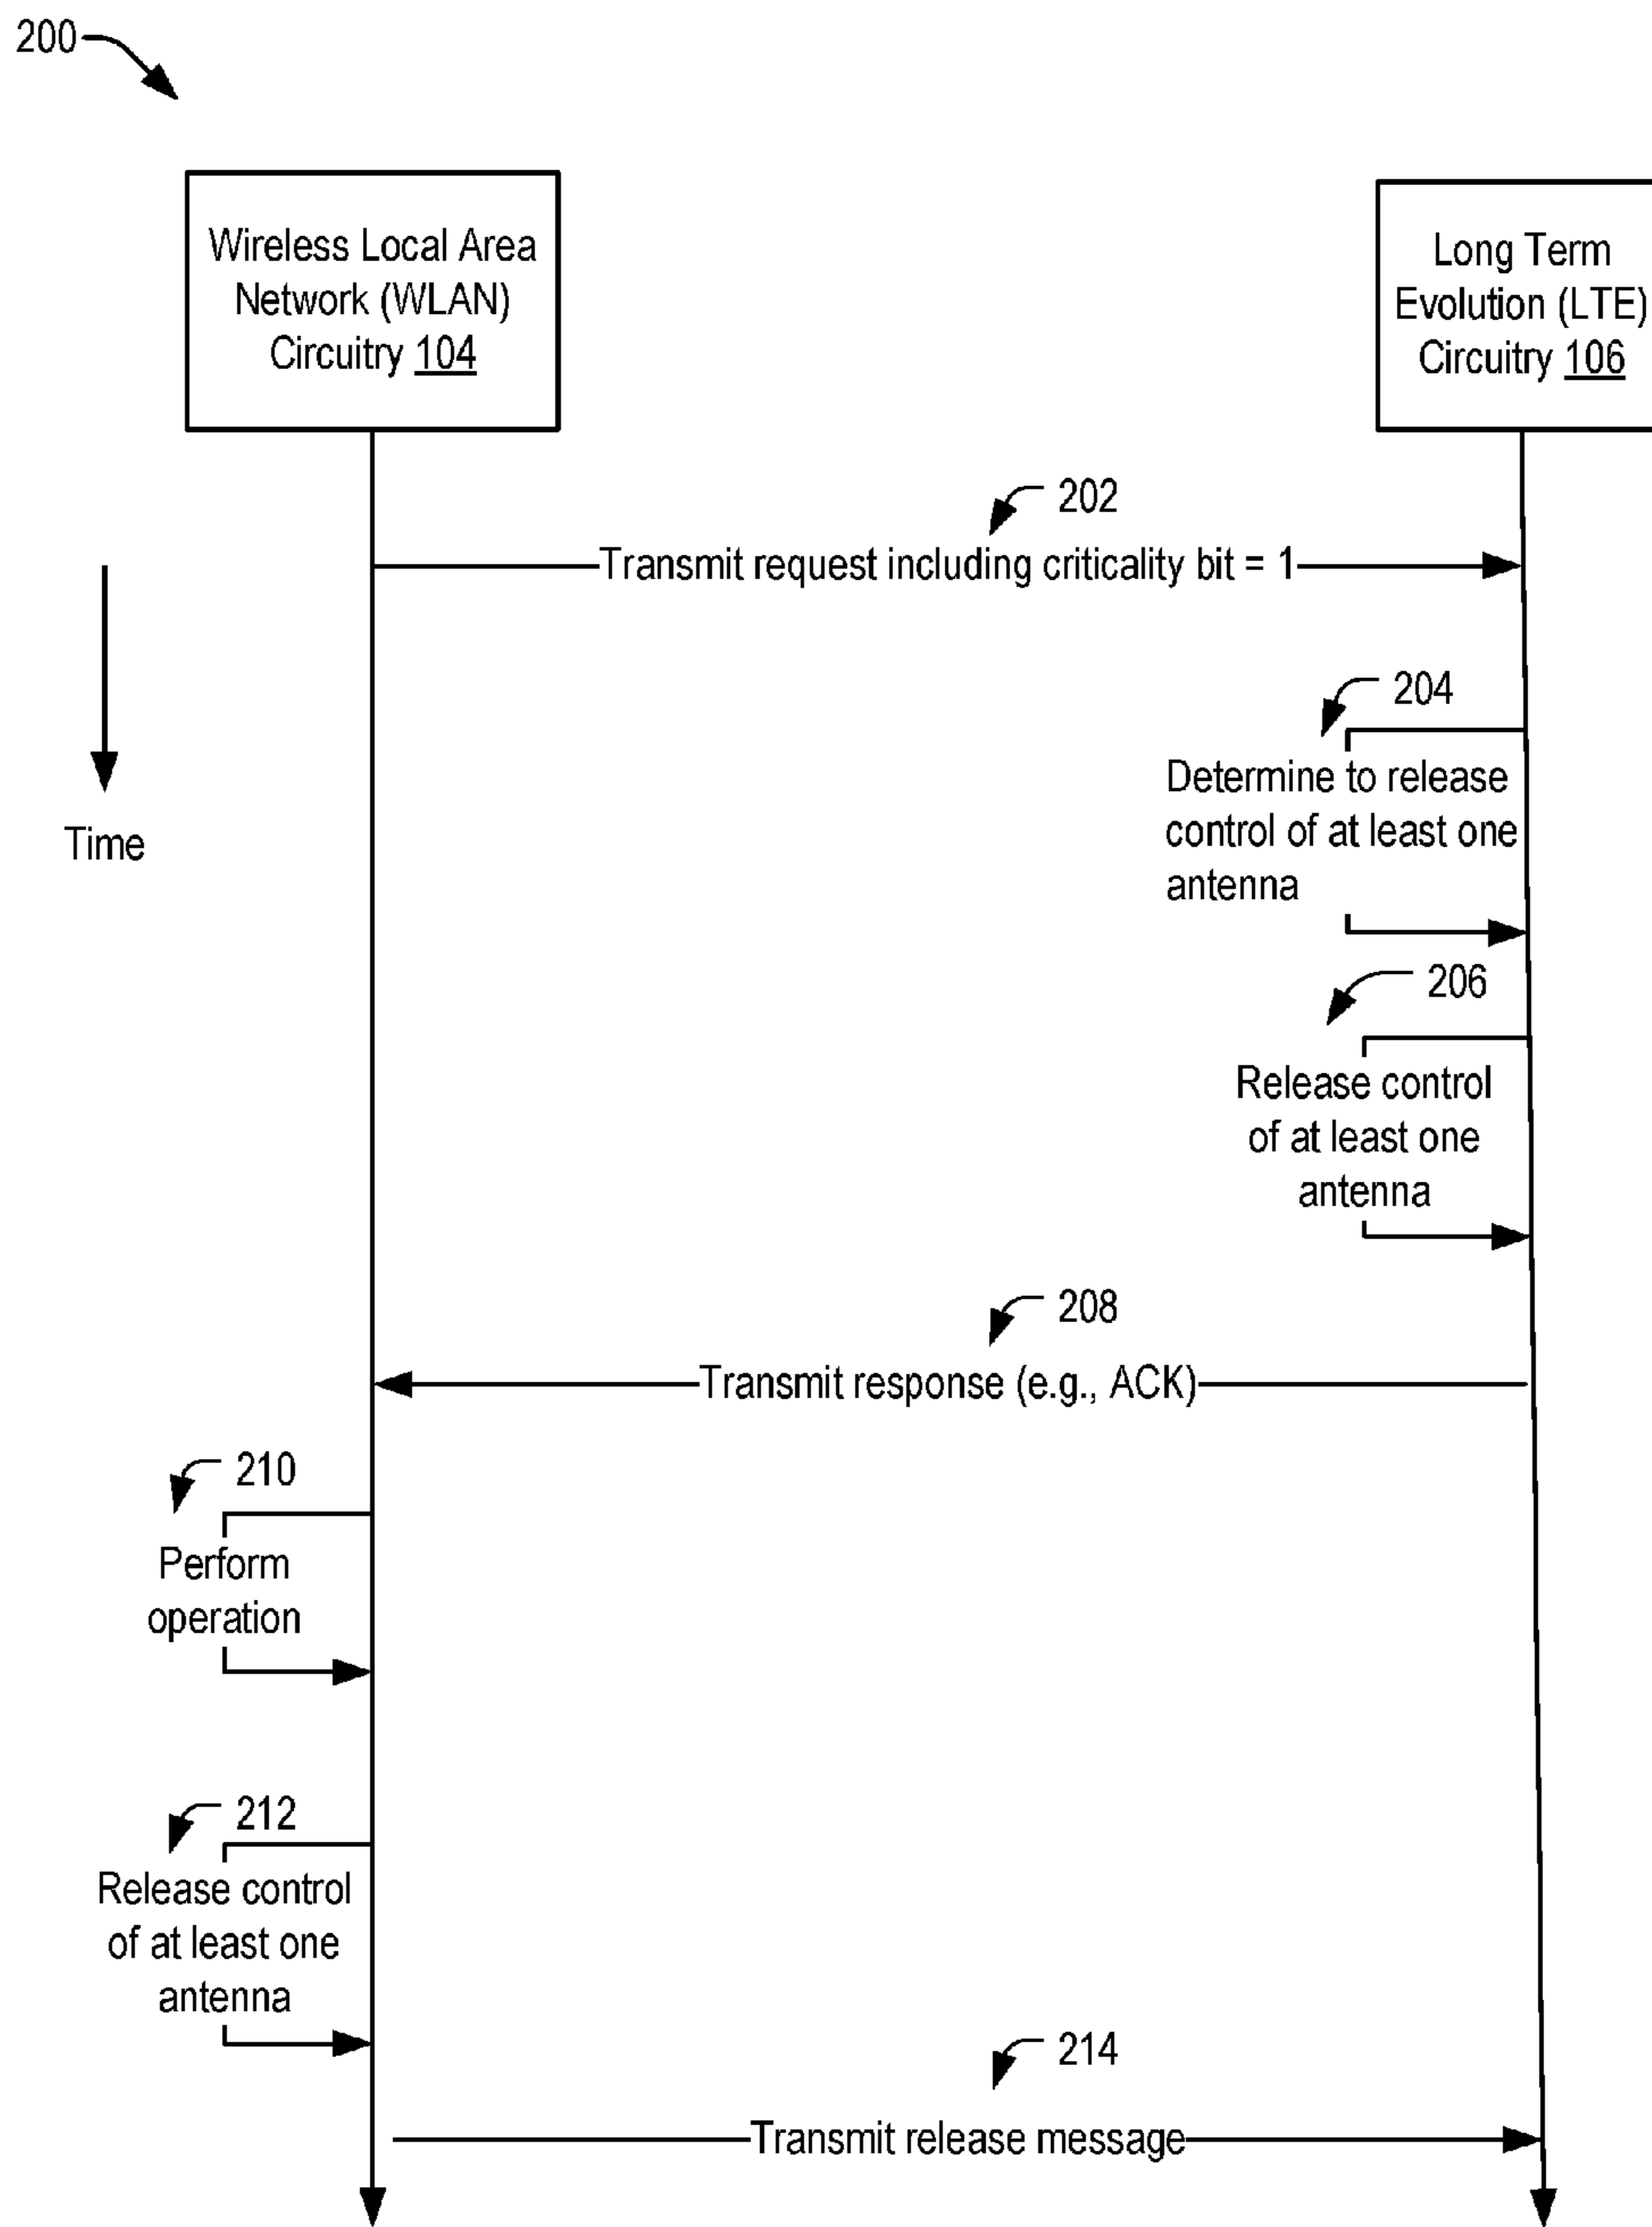 200
Wireless Local Area
Network (WLAN)
Circuitry 104
Long Term
Evolution (LTE)
Circuitry 106
202
Transmit request including criticality bit = 1
Time
204
Determine to release
control of at least one
antenna
206
Release control
of at least one
antenna
208
Transmit response (e.g., ACK)
210
Perform
operation
212
Release control
of at least one
antenna
214
Transmit release message